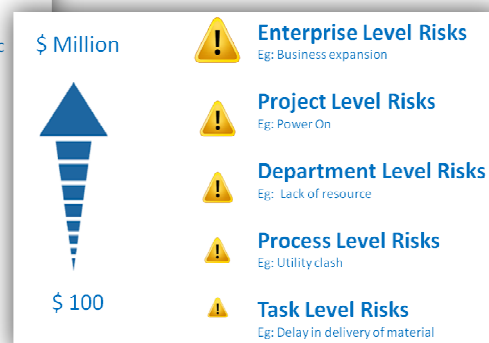 c
$ Million
Enterprise Level Risks
Eg: Business expansion
Project Level Risks
Eg: Power On
Department Level Risks
Eg: Lack of resource
Process Level Risks
Eg: Utility clash
$ 100
Task Level Risks
Eg: Delay in delivery of material